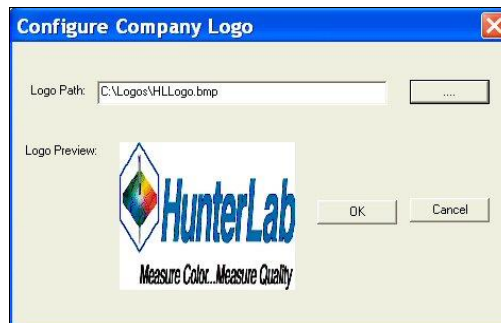 Configure Company Logo
Logo Path: C:\Logos\HLLogo.bmp ....
Logo Preview:
HunterLab
Measure Color...Measure Quality
OK Cancel